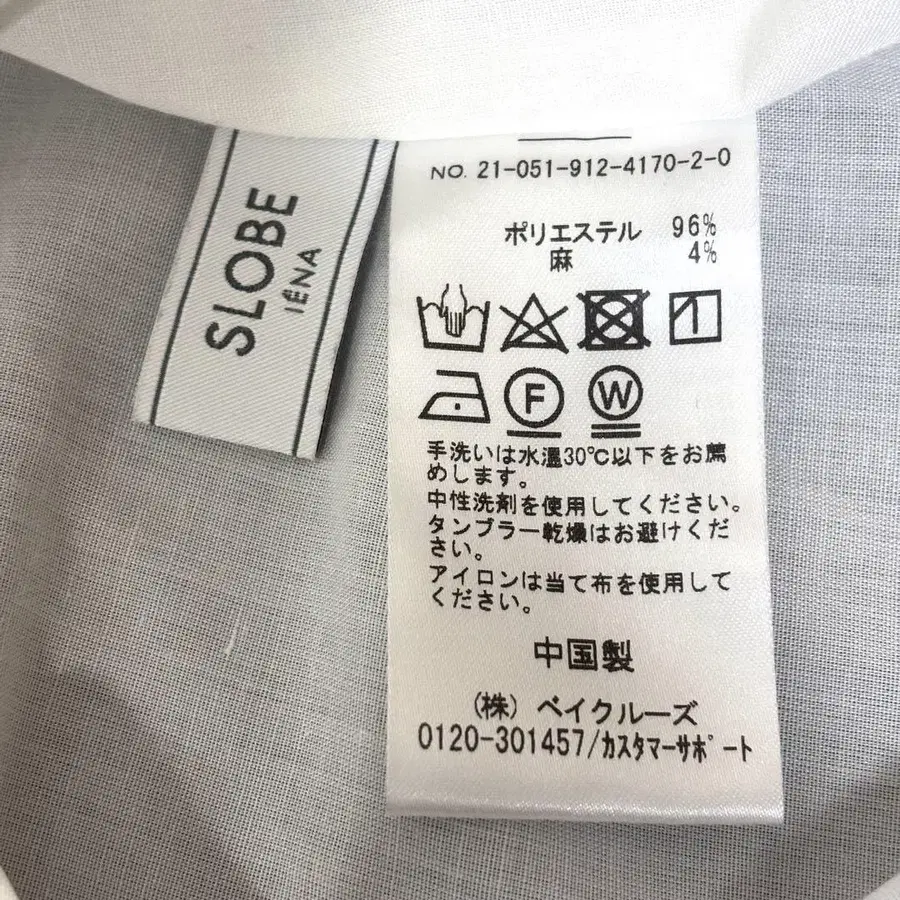 SLOBE
IÉNA
NO. 21-051-912-4170-2-0
ポリエステル 96%
麻 4%
F W
手洗いは水温30℃以下をお薦
めします。
中性洗剤を使用してください。
タンブラー乾燥はお避けくだ
さい。
アイロンは当て布を使用して
ください。
中国製
(株) ベイクルーズ
0120-301457/カスタマーサポート